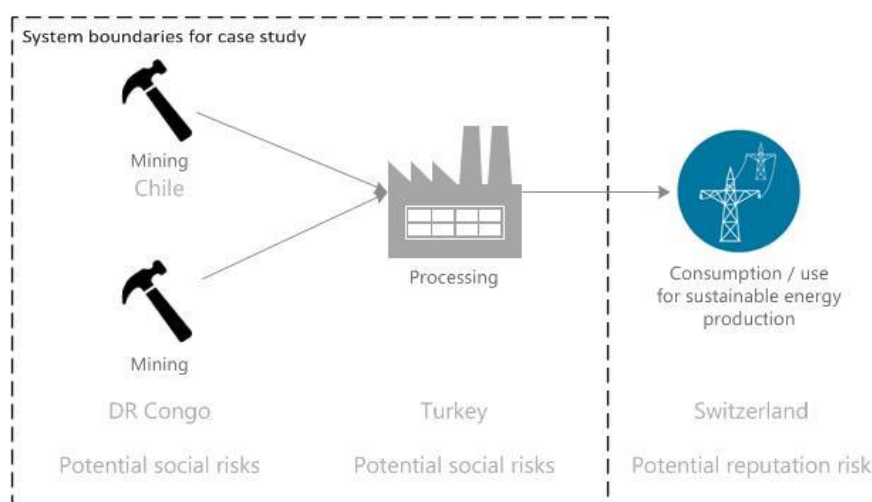 System boundaries for case study
Mining
Chile
Processing
Consumption / use
for sustainable energy
production
Mining
DR Congo
Turkey
Switzerland
Potential social risks
Potential social risks
Potential reputation risk